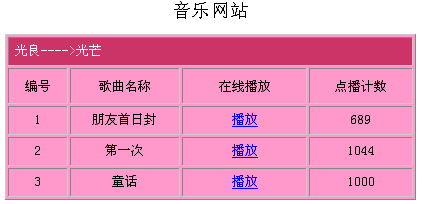 音乐网站
光良---->光芒
编号 歌曲名称 在线播放 点播计数
1 朋友首日封 播放 689
2 第一次 播放 1044
3 童话 播放 1000